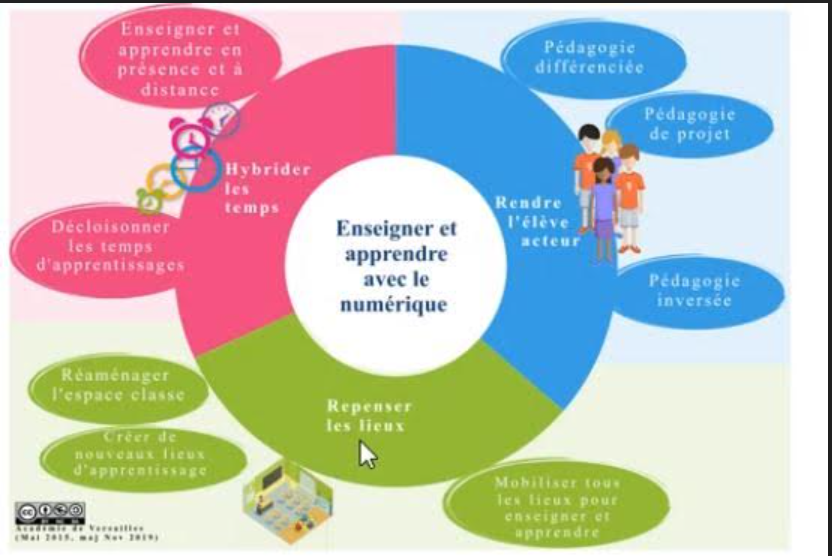 Enseigner et
apprendre en
présence et à
distance
Pédagogie
différenciée
Pédagogie
de projet
Hybrider
les
temps
Rendre
l'élève
acteur
Décloisonner
les temps
d'apprentissages
Enseigner et
apprendre
avec le
numérique
Pédagogie
inversée
Réaménager
l'espace classe
Repenser
les lieux
Créer de
nouveaux lieux
d'apprentissage
Mobiliser tous
les lieux pour
enseigner et
apprendre
Académie de Versailles
(Mai 2015, maj Nov 2019)